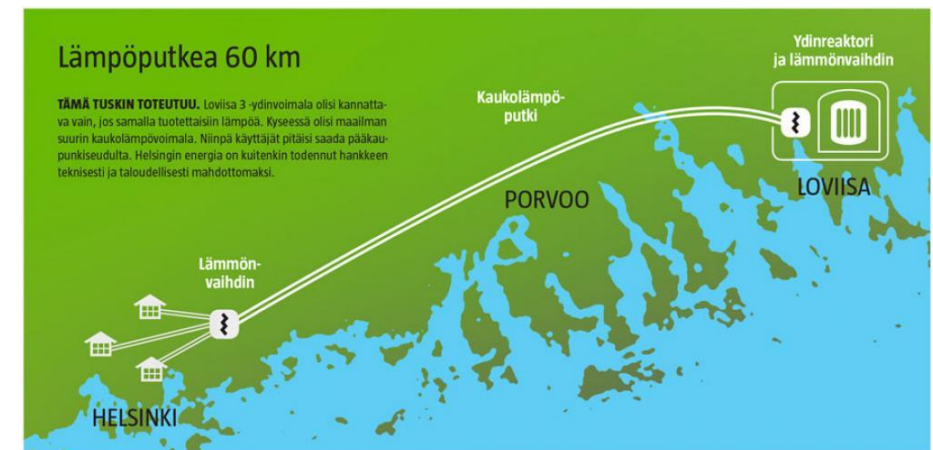 Lämpöputkea 60 km
TÄMÄ TUSKIN TOTEUTUU. Loviisa 3 -ydinvoimala olisi kannatta-
va vain, jos samalla tuotettaisiin lämpöä. Kyseessä olisi maailman
suurin kaukolämpövoimala. Niinpä käyttäjät pitäisi saada pääkau-
punkiseudulta. Helsingin energia on kuitenkin todennut hankkeen
teknisesti ja taloudellisesti mahdottomaksi.
Ydinreaktori
ja lämmönvaihdin
Kaukolämpö-
putki
LOVIISA
PORVOO
Lämmön-
vaihdin
HELSINKI